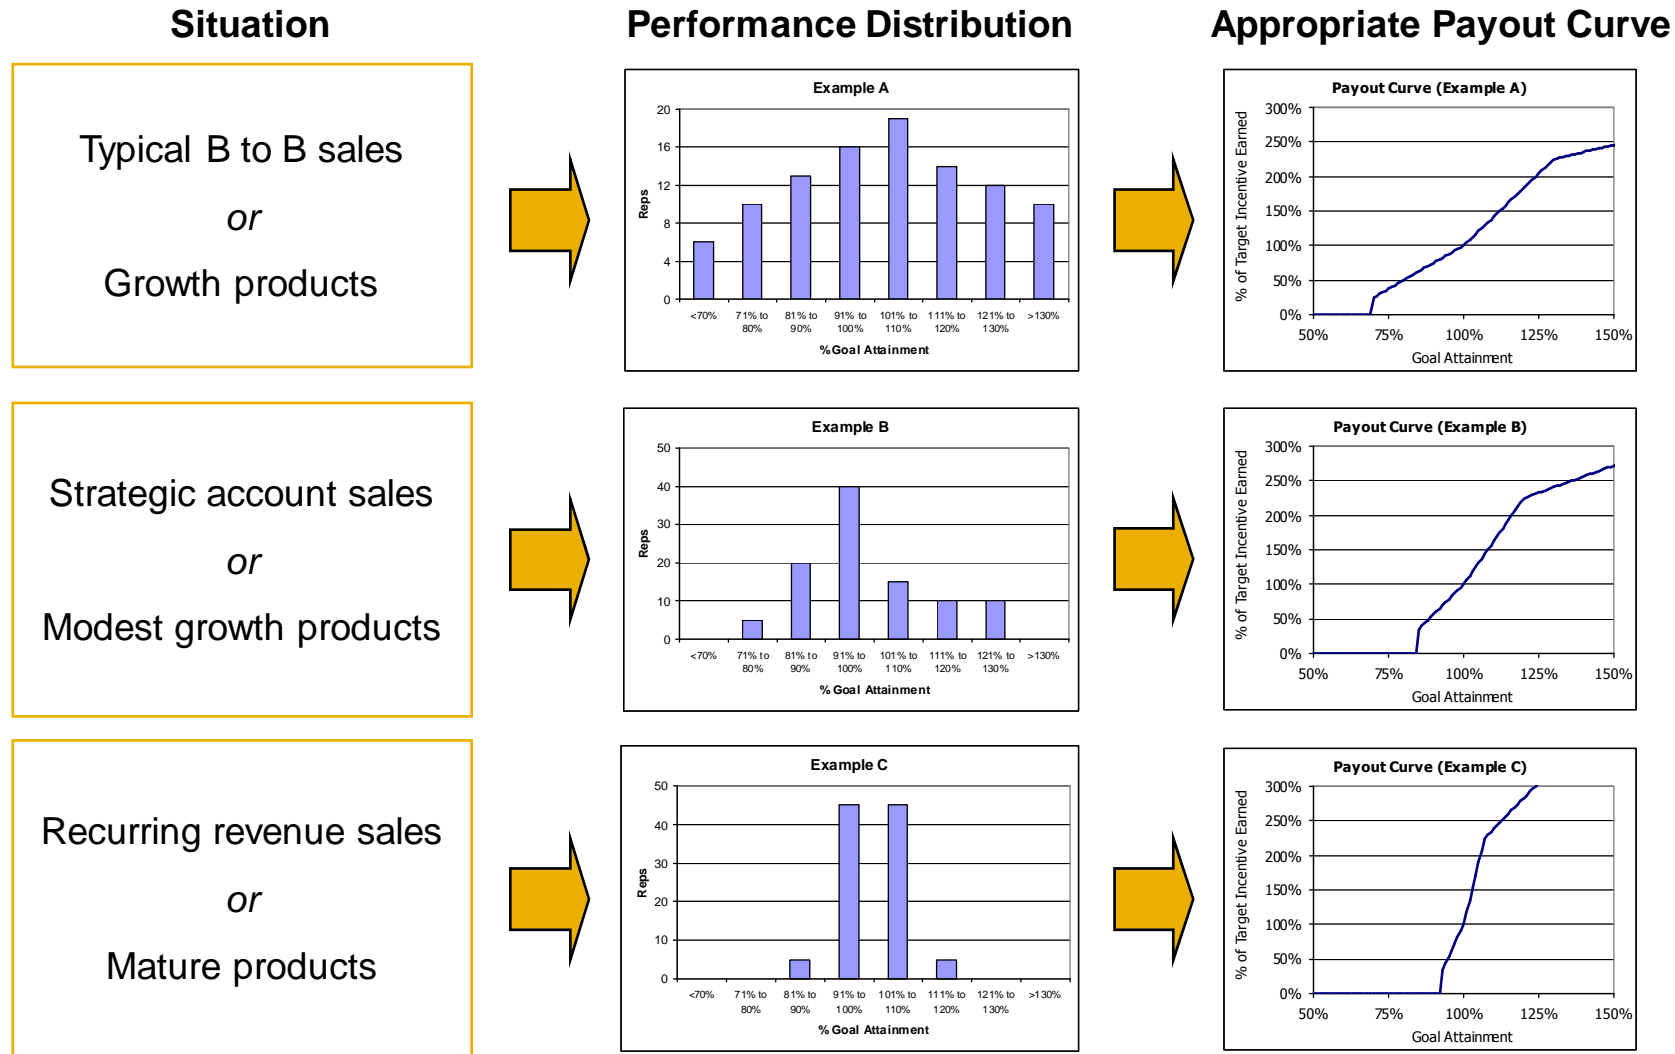 Situation
Performance Distribution
Appropriate Payout Curve
Typical B to B sales
or
Growth products
Example A
20
16
12
8
4
0
Reps
<70%
71% to 80%
81% to 90%
91% to 100%
101% to 110%
111% to 120%
121% to 130%
>130%
% Goal Attainment
Payout Curve (Example A)
300%
250%
200%
150%
100%
50%
0%
% of Target Incentive Earned
50%
75%
100%
125%
150%
Goal Attainment
Strategic account sales
or
Modest growth products
Example B
50
40
30
20
10
0
Reps
<70%
71% to 80%
81% to 90%
91% to 100%
101% to 110%
111% to 120%
121% to 130%
>130%
% Goal Attainment
Payout Curve (Example B)
300%
250%
200%
150%
100%
50%
0%
% of Target Incentive Earned
50%
75%
100%
125%
150%
Goal Attainment
Recurring revenue sales
or
Mature products
Example C
50
40
30
20
10
0
Reps
<70%
71% to 80%
81% to 90%
91% to 100%
101% to 110%
111% to 120%
121% to 130%
>130%
% Goal Attainment
Payout Curve (Example C)
300%
250%
200%
150%
100%
50%
0%
% of Target Incentive Earned
50%
75%
100%
125%
150%
Goal Attainment